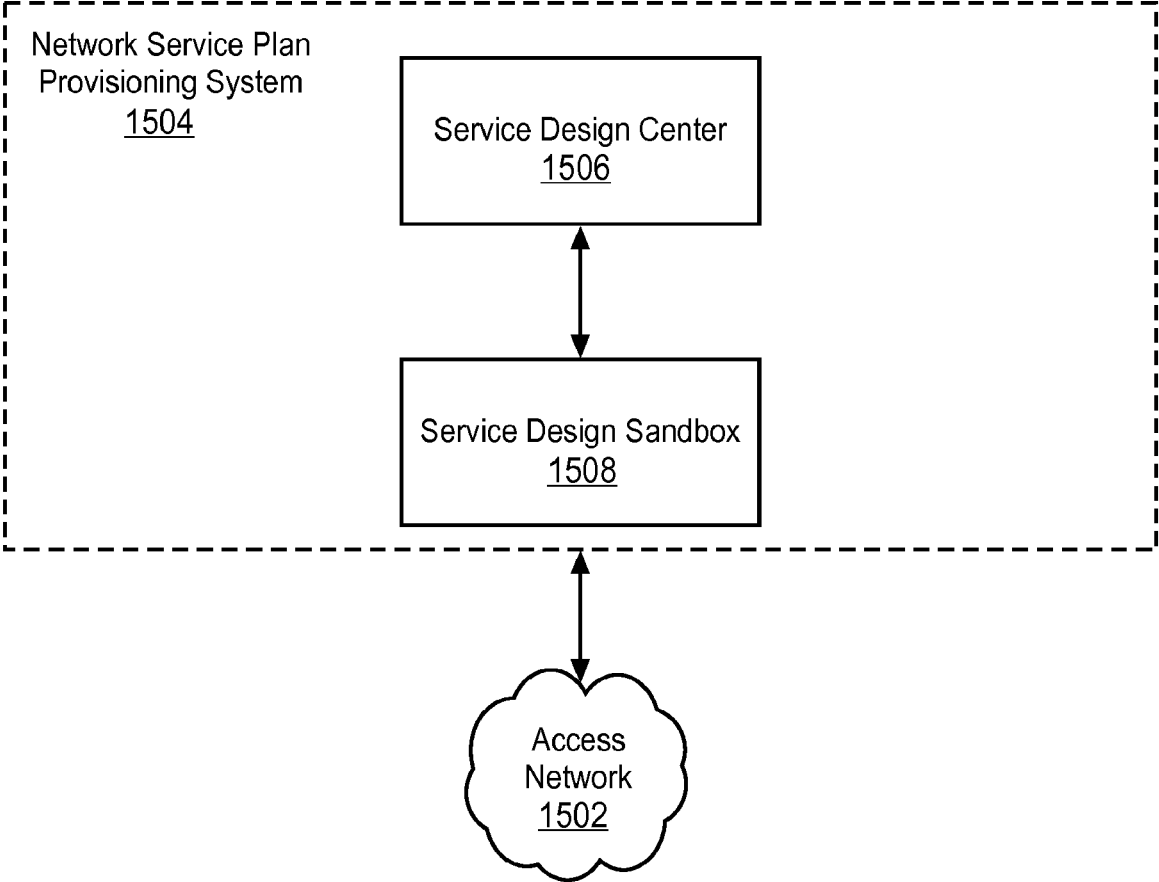 Network Service Plan
Provisioning System
1504
Service Design Center
1506
Service Design Sandbox
1508
Access
Network
1502